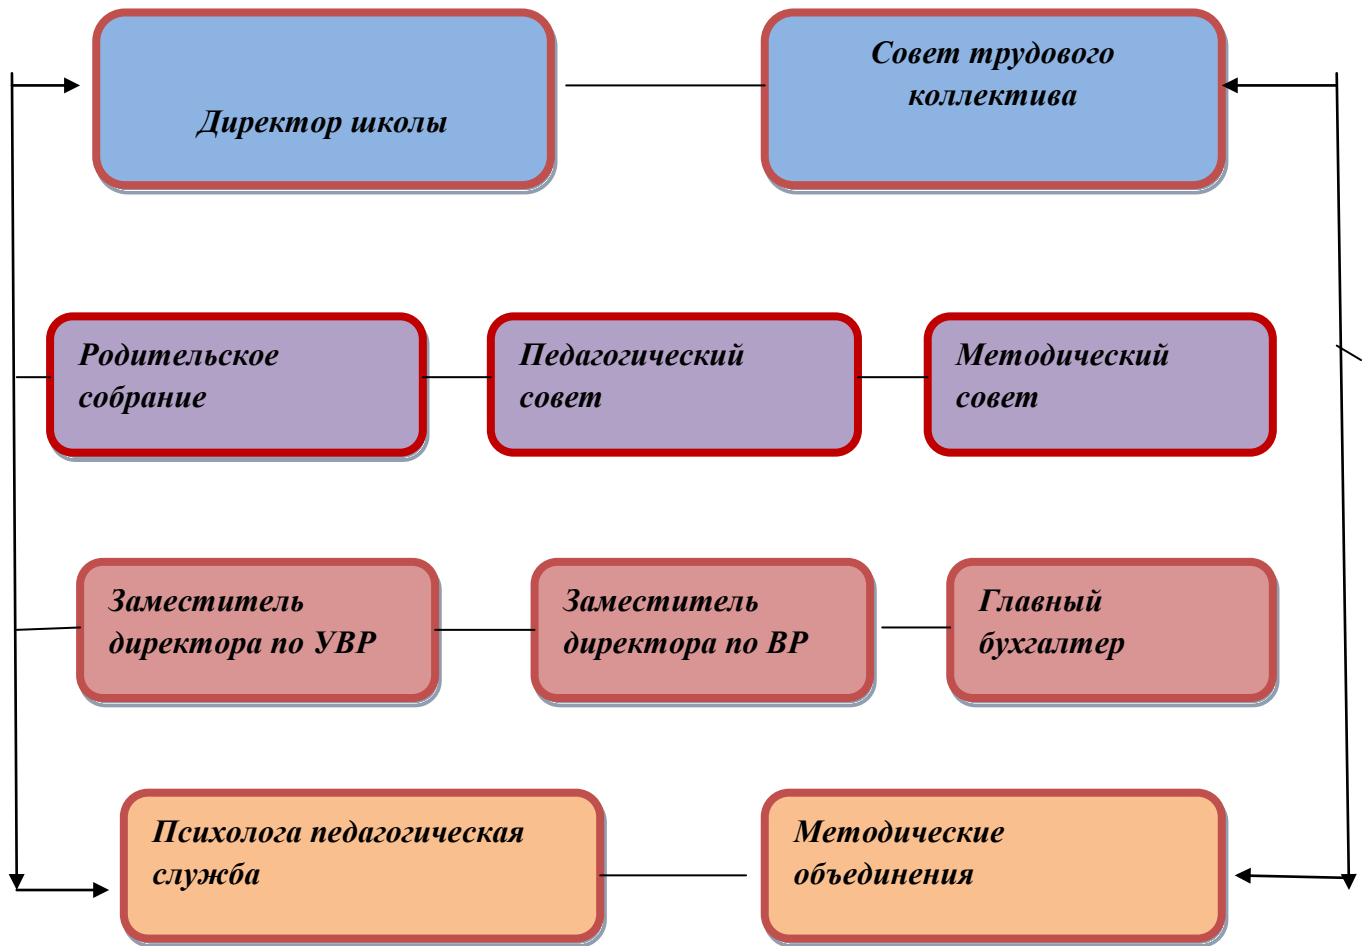 Директор школы
Совет трудового
коллектива
Родительское
собрание
Педагогический
совет
Методический
совет
Заместитель
директора по УВР
Заместитель
директора по ВР
Главный
бухгалтер
Психолога педагогическая
служба
Методические
объединения